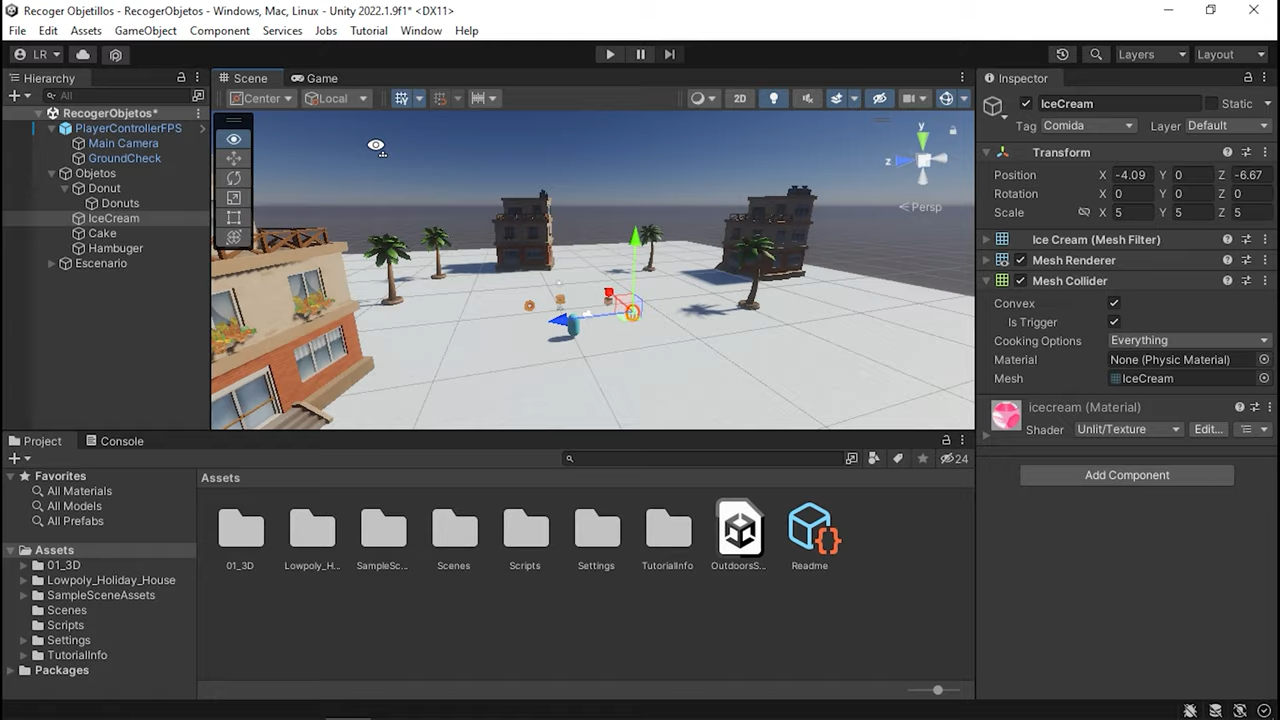 Recoger Objetillos - RecogerObjetos - Windows, Mac, Linux - Unity 2022.1.9f1* <DX11>
File Edit Assets GameObject Component Services Jobs Tutorial Window Help
LR Layers Layout
Hierarchy Scene Game Inspector
All Center Local 2D IceCream Static
RecogerObjetos* Tag Comida Layer Default
PlayerControllerFPS
Main Camera
GroundCheck
Objetos
Donut
Donuts
IceCream
Cake
Hambuger
Escenario
y
z
Persp
Transform
Position X -4.09 Y 0 Z -6.67
Rotation X 0 Y 0 Z 0
Scale X 5 Y 5 Z 5
Ice Cream (Mesh Filter)
Mesh Renderer
Mesh Collider
Convex
Is Trigger
Cooking Options Everything
Material None (Physic Material)
Mesh IceCream
icecream (Material)
Shader Unlit/Texture Edit...
Add Component
Project Console
24
Favorites
All Materials
All Models
All Prefabs
Assets
01_3D
Lowpoly_Holiday_House
SampleSceneAssets
Scenes
Scripts
Settings
TutorialInfo
Packages
Assets
01_3D Lowpoly_H... SampleSc... Scenes Scripts Settings TutorialInfo OutdoorsS... Readme